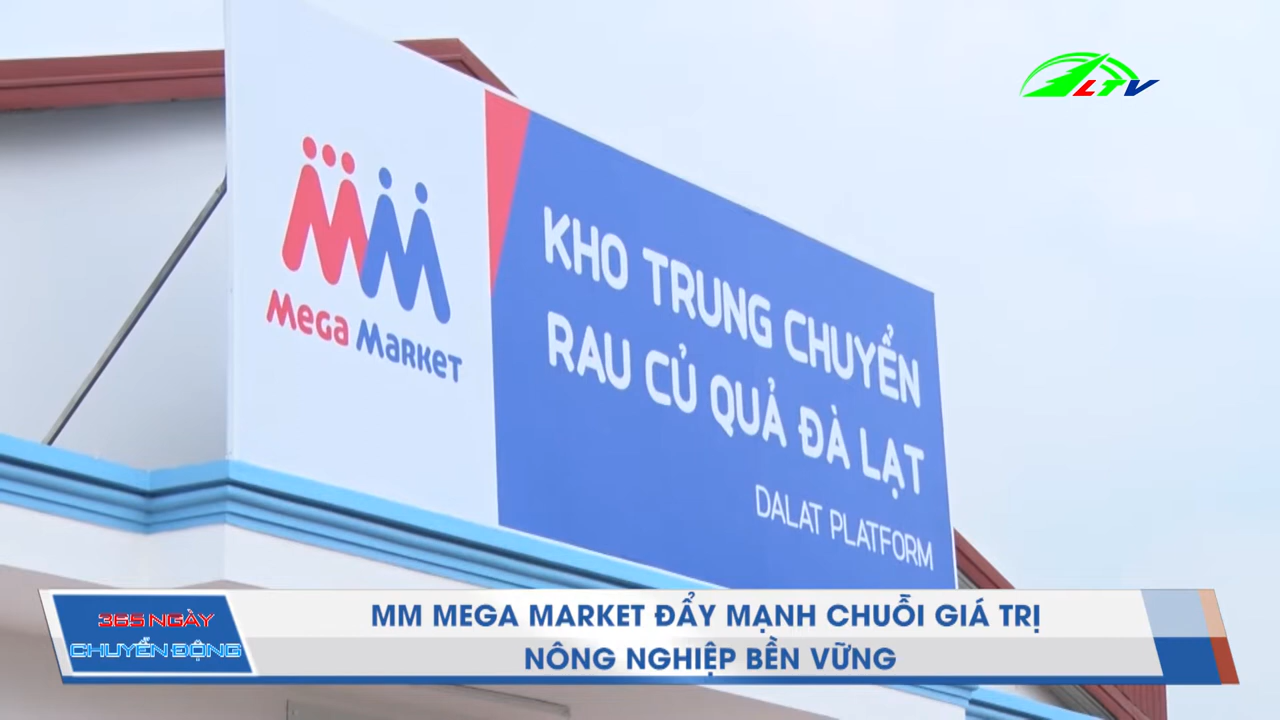 LTV
MM
Mega Market
KHO TRUNG CHUYỂN
RAU CỦ QUẢ ĐÀ LẠT
DALAT PLATFORM
365 NGÀY
CHUYỂN ĐỘNG
MM MEGA MARKET ĐẨY MẠNH CHUỖI GIÁ TRỊ
NÔNG NGHIỆP BỀN VỮNG